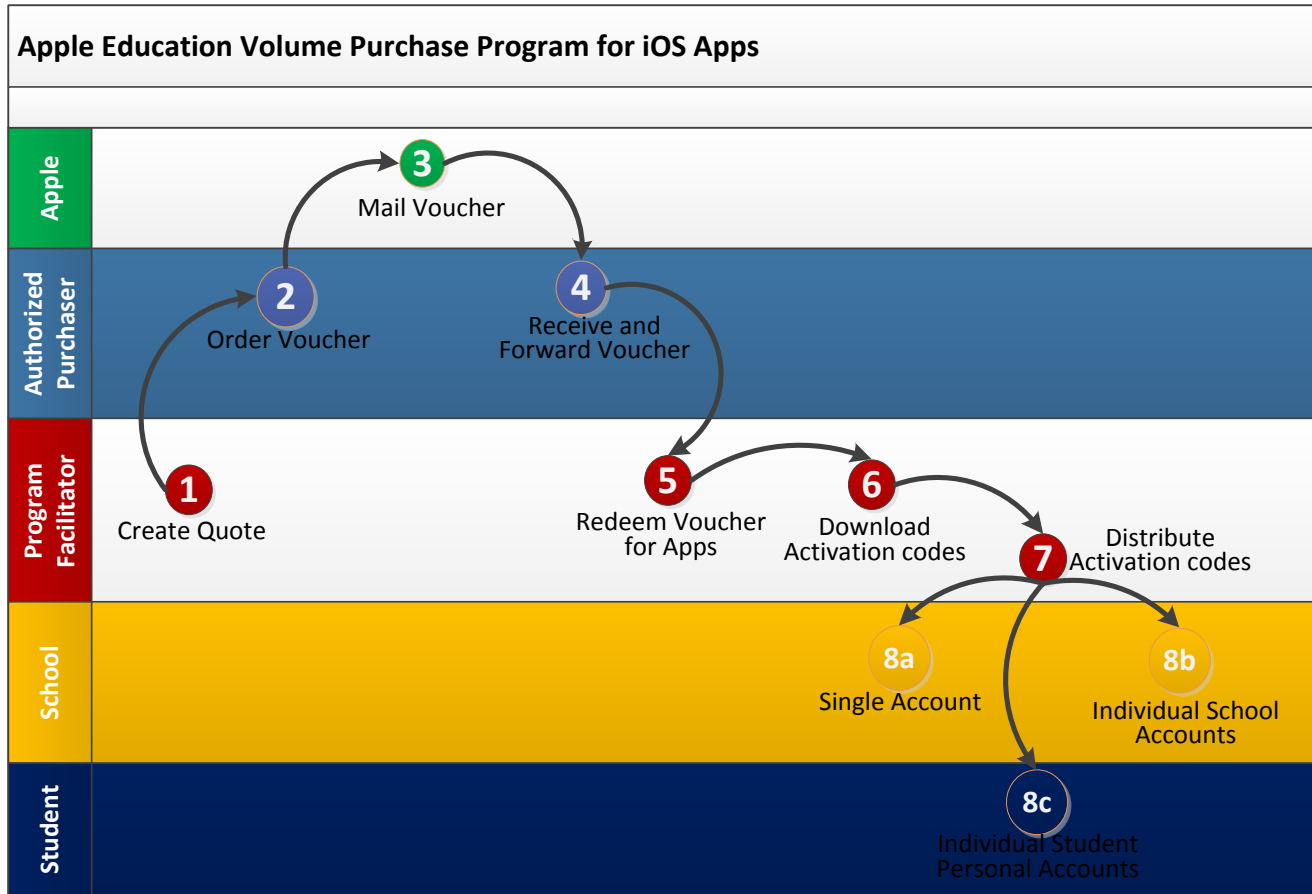 Apple Education Volume Purchase Program for iOS Apps
Apple
3
Mail Voucher
Authorized
Purchaser
2
Order Voucher
4
Receive and
Forward Voucher
Program
Facilitator
1
Create Quote
5
Redeem Voucher
for Apps
6
Download
Activation codes
7
Distribute
Activation codes
School
8a
Single Account
8b
Individual School
Accounts
Student
8c
Individual Student
Personal Accounts